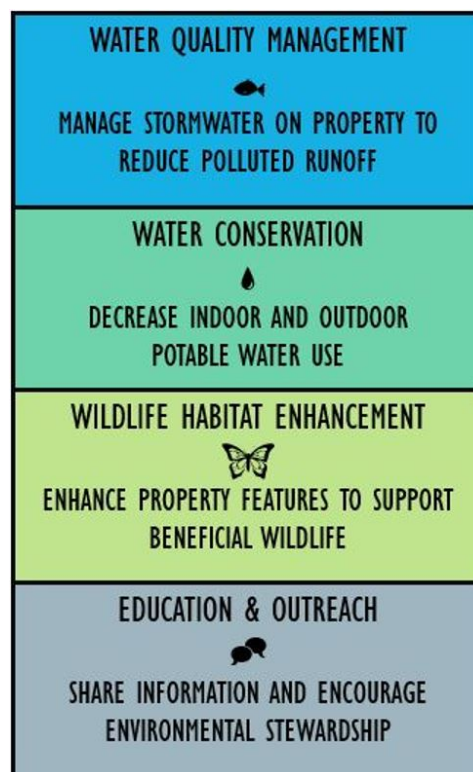 WATER QUALITY MANAGEMENT
MANAGE STORMWATER ON PROPERTY TO
REDUCE POLLUTED RUNOFF
WATER CONSERVATION
DECREASE INDOOR AND OUTDOOR
POTABLE WATER USE
WILDLIFE HABITAT ENHANCEMENT
ENHANCE PROPERTY FEATURES TO SUPPORT
BENEFICIAL WILDLIFE
EDUCATION & OUTREACH
SHARE INFORMATION AND ENCOURAGE
ENVIRONMENTAL STEWARDSHIP